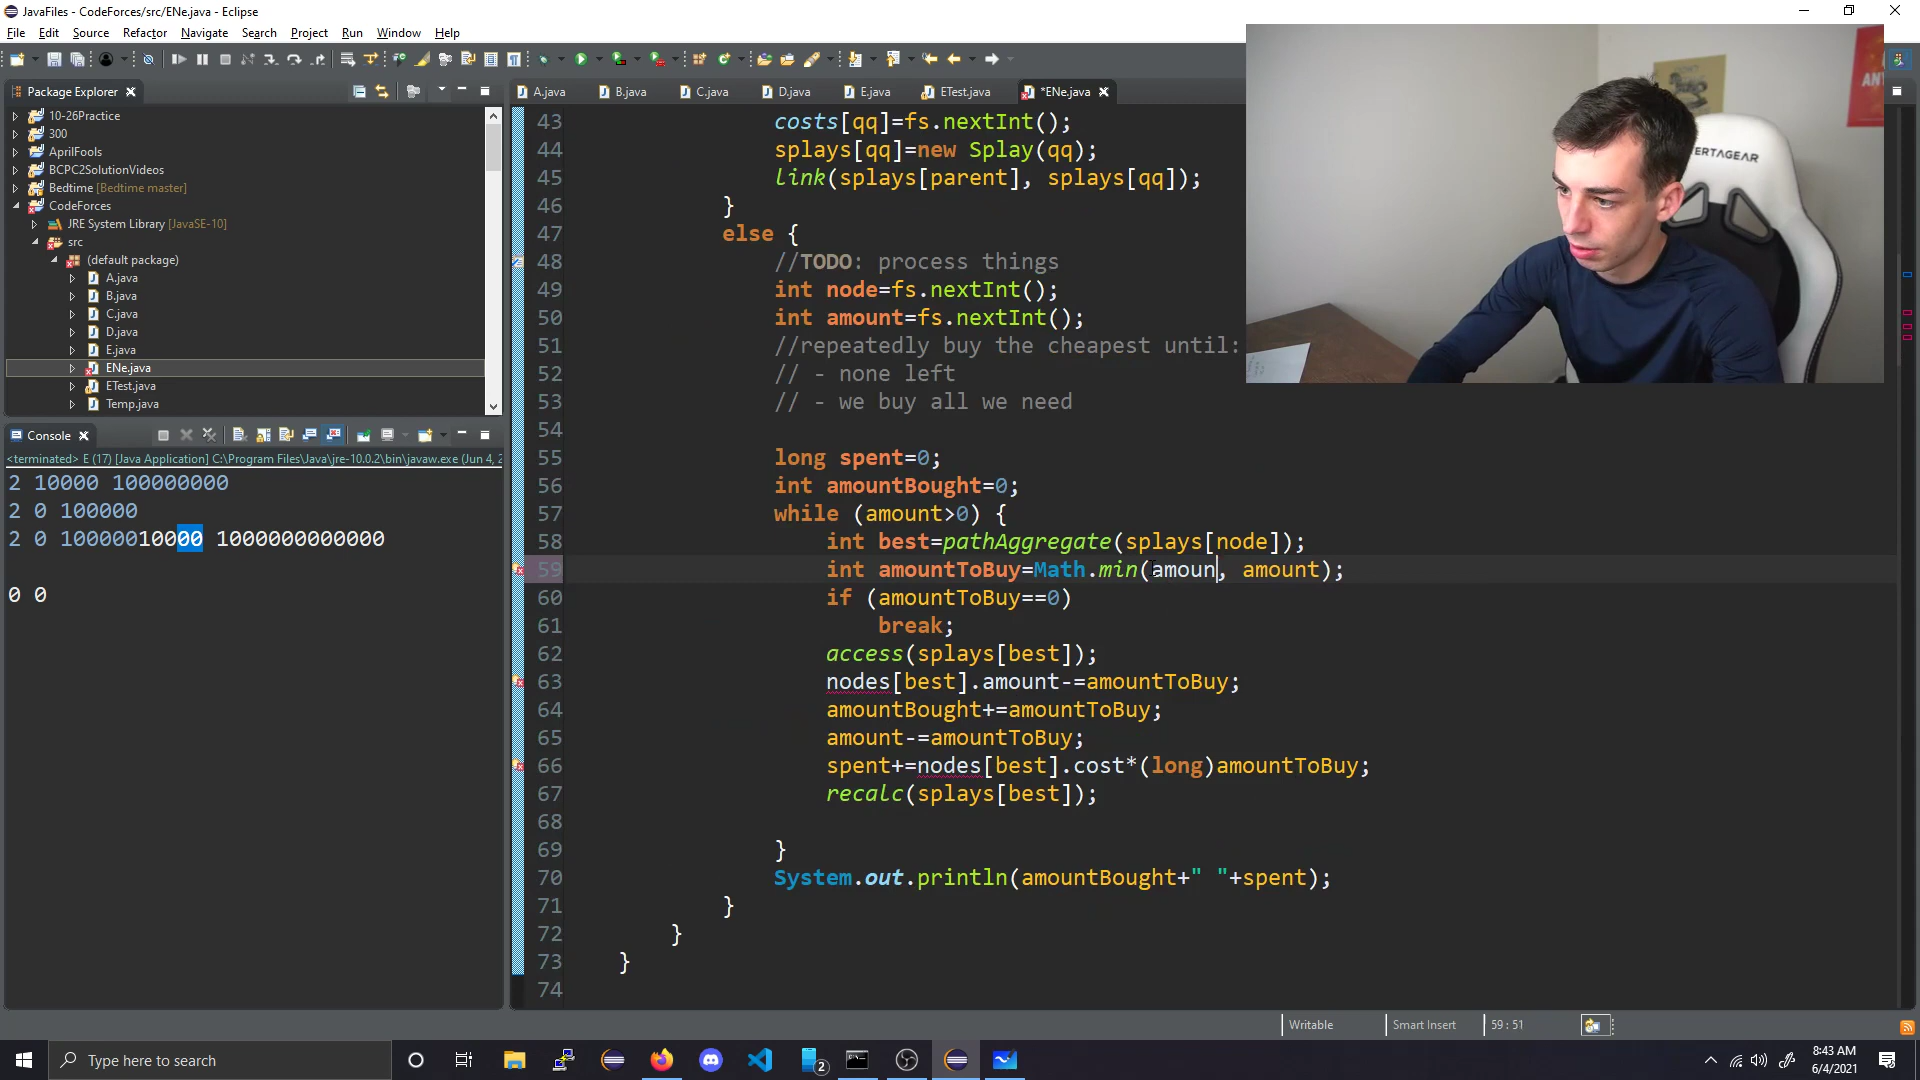 JavaFiles - CodeForces/src/ENe.java - Eclipse
File Edit Source Refactor Navigate Search Project Run Window Help
Package Explorer
A.java B.java C.java D.java E.java ETest.java *ENe.java
10-26Practice
300
AprilFools
BCPC2SolutionVideos
Bedtime [Bedtime master]
CodeForces
JRE System Library [JavaSE-10]
src
(default package)
A.java
B.java
C.java
D.java
E.java
ENe.java
ETest.java
Temp.java
Console
<terminated> E (17) [Java Application] C:\Program Files\Java\jre-10.0.2\bin\javaw.exe (Jun 4, 2
2 10000 100000000
2 0 100000
2 0 10000010000 1000000000000
0 0
43 costs[qq]=fs.nextInt();
44 splays[qq]=new Splay(qq);
45 link(splays[parent], splays[qq]);
46 }
47 else {
48 //TODO: process things
49 int node=fs.nextInt();
50 int amount=fs.nextInt();
51 //repeatedly buy the cheapest until:
52 // - none left
53 // - we buy all we need
54
55 long spent=0;
56 int amountBought=0;
57 while (amount>0) {
58 int best=pathAggregate(splays[node]);
59 int amountToBuy=Math.min(amoun, amount);
60 if (amountToBuy==0)
61 break;
62 access(splays[best]);
63 nodes[best].amount-=amountToBuy;
64 amountBought+=amountToBuy;
65 amount-=amountToBuy;
66 spent+=nodes[best].cost*(long)amountToBuy;
67 recalc(splays[best]);
68
69 }
70 System.out.println(amountBought+" "+spent);
71 }
72 }
73 }
74
VERTAGEAR
Writable Smart Insert 59 : 51
Type here to search
2
8:43 AM
6/4/2021